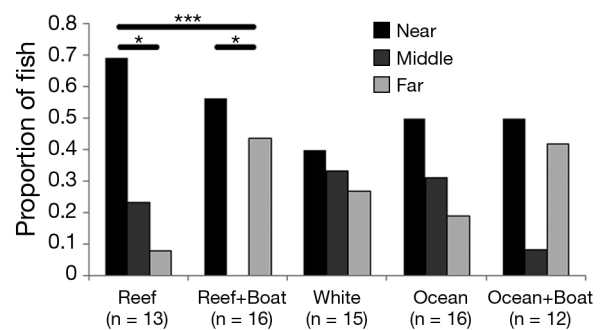 ***
* *
Near
Middle
Far
Proportion of fish
0.8
0.7
0.6
0.5
0.4
0.3
0.2
0.1
0
Reef Reef+Boat White Ocean Ocean+Boat
(n = 13) (n = 16) (n = 15) (n = 16) (n = 12)